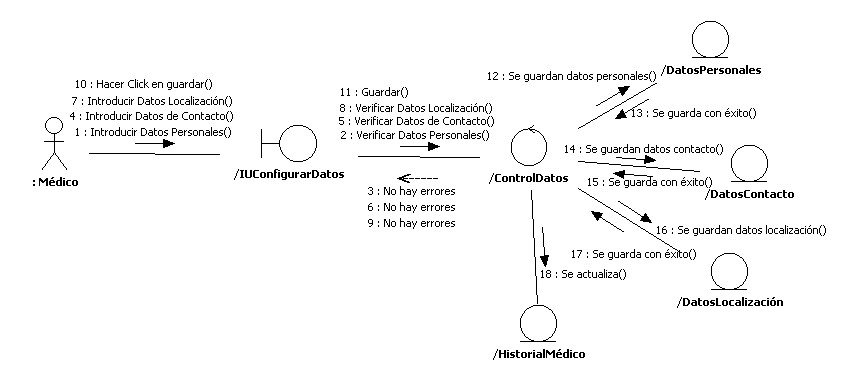 /DatosPersonales
12 : Se guardan datos personales()
10 : Hacer Click en guardar()
11 : Guardar()
7 : Introducir Datos Localización()
8 : Verificar Datos Localización()
13 : Se guarda con éxito()
4 : Introducir Datos de Contacto()
5 : Verificar Datos de Contacto()
1 : Introducir Datos Personales()
2 : Verificar Datos Personales()
14 : Se guardan datos contacto()
/IUConfigurarDatos
/ControlDatos
: Médico
15 : Se guarda con éxito()
3 : No hay errores
/DatosContacto
6 : No hay errores
9 : No hay errores
16 : Se guardan datos localización()
17 : Se guarda con éxito()
18 : Se actualiza()
/DatosLocalización
/HistorialMédico